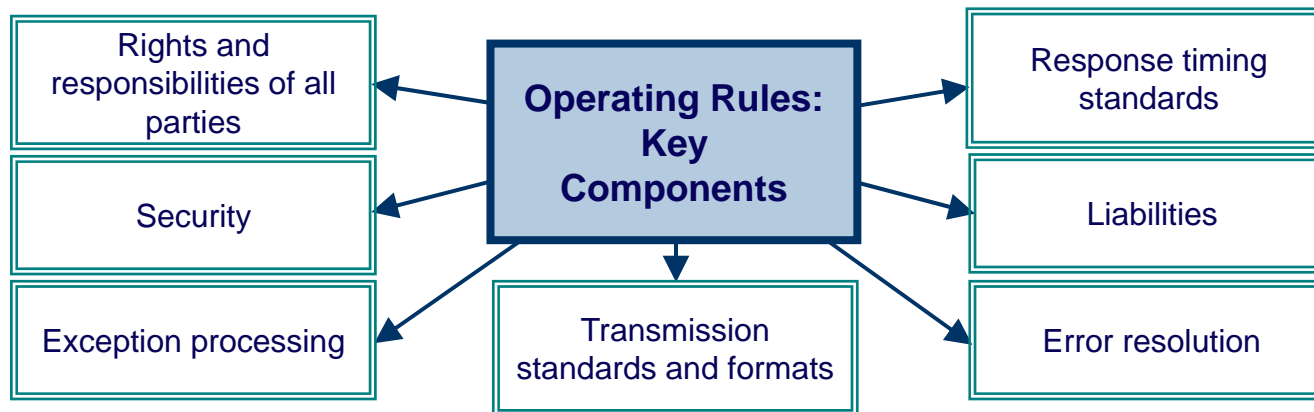 Rights and
responsibilities of all
parties
Operating Rules:
Key
Components
Response timing
standards
Security
Liabilities
Exception processing
Transmission
standards and formats
Error resolution